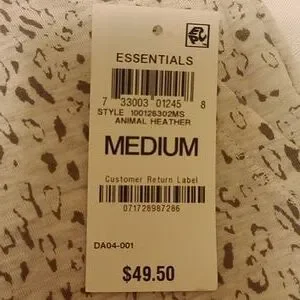 ESSENTIALS
7 33003 01245 8
STYLE 100126302MS
ANIMAL HEATHER
MEDIUM
Customer Return Label
071728987286
DA04-001
$49.50